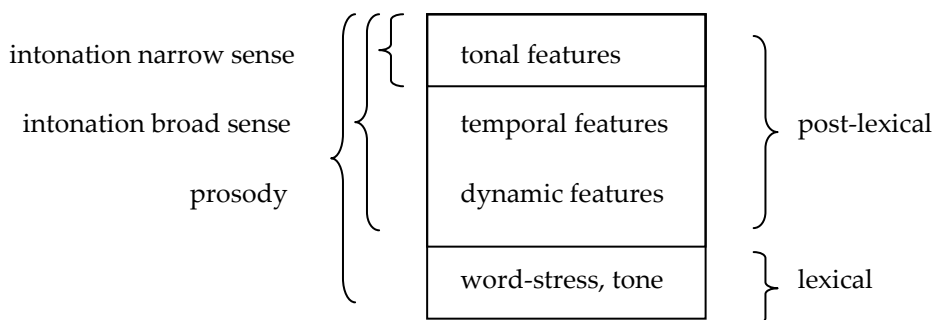 intonation narrow sense tonal features
intonation broad sense temporal features post-lexical
prosody dynamic features
word-stress, tone lexical